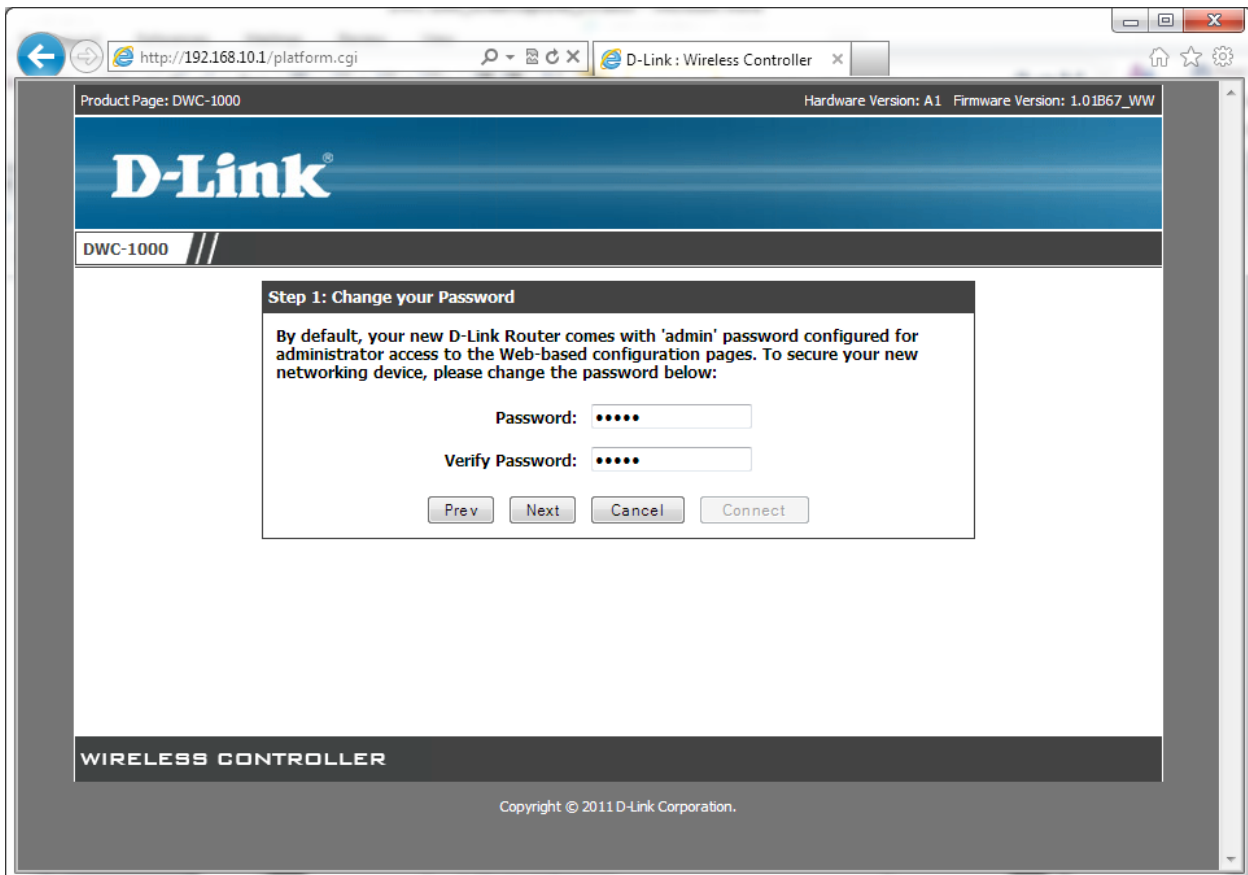 http://192.168.10.1/platform.cgi
D-Link : Wireless Controller
Product Page: DWC-1000
Hardware Version: A1 Firmware Version: 1.01B67_WW
D-Link®
DWC-1000
Step 1: Change your Password
By default, your new D-Link Router comes with 'admin' password configured for
administrator access to the Web-based configuration pages. To secure your new
networking device, please change the password below:
Password: •••••
Verify Password: •••••
Prev Next Cancel Connect
WIRELESS CONTROLLER
Copyright © 2011 D-Link Corporation.